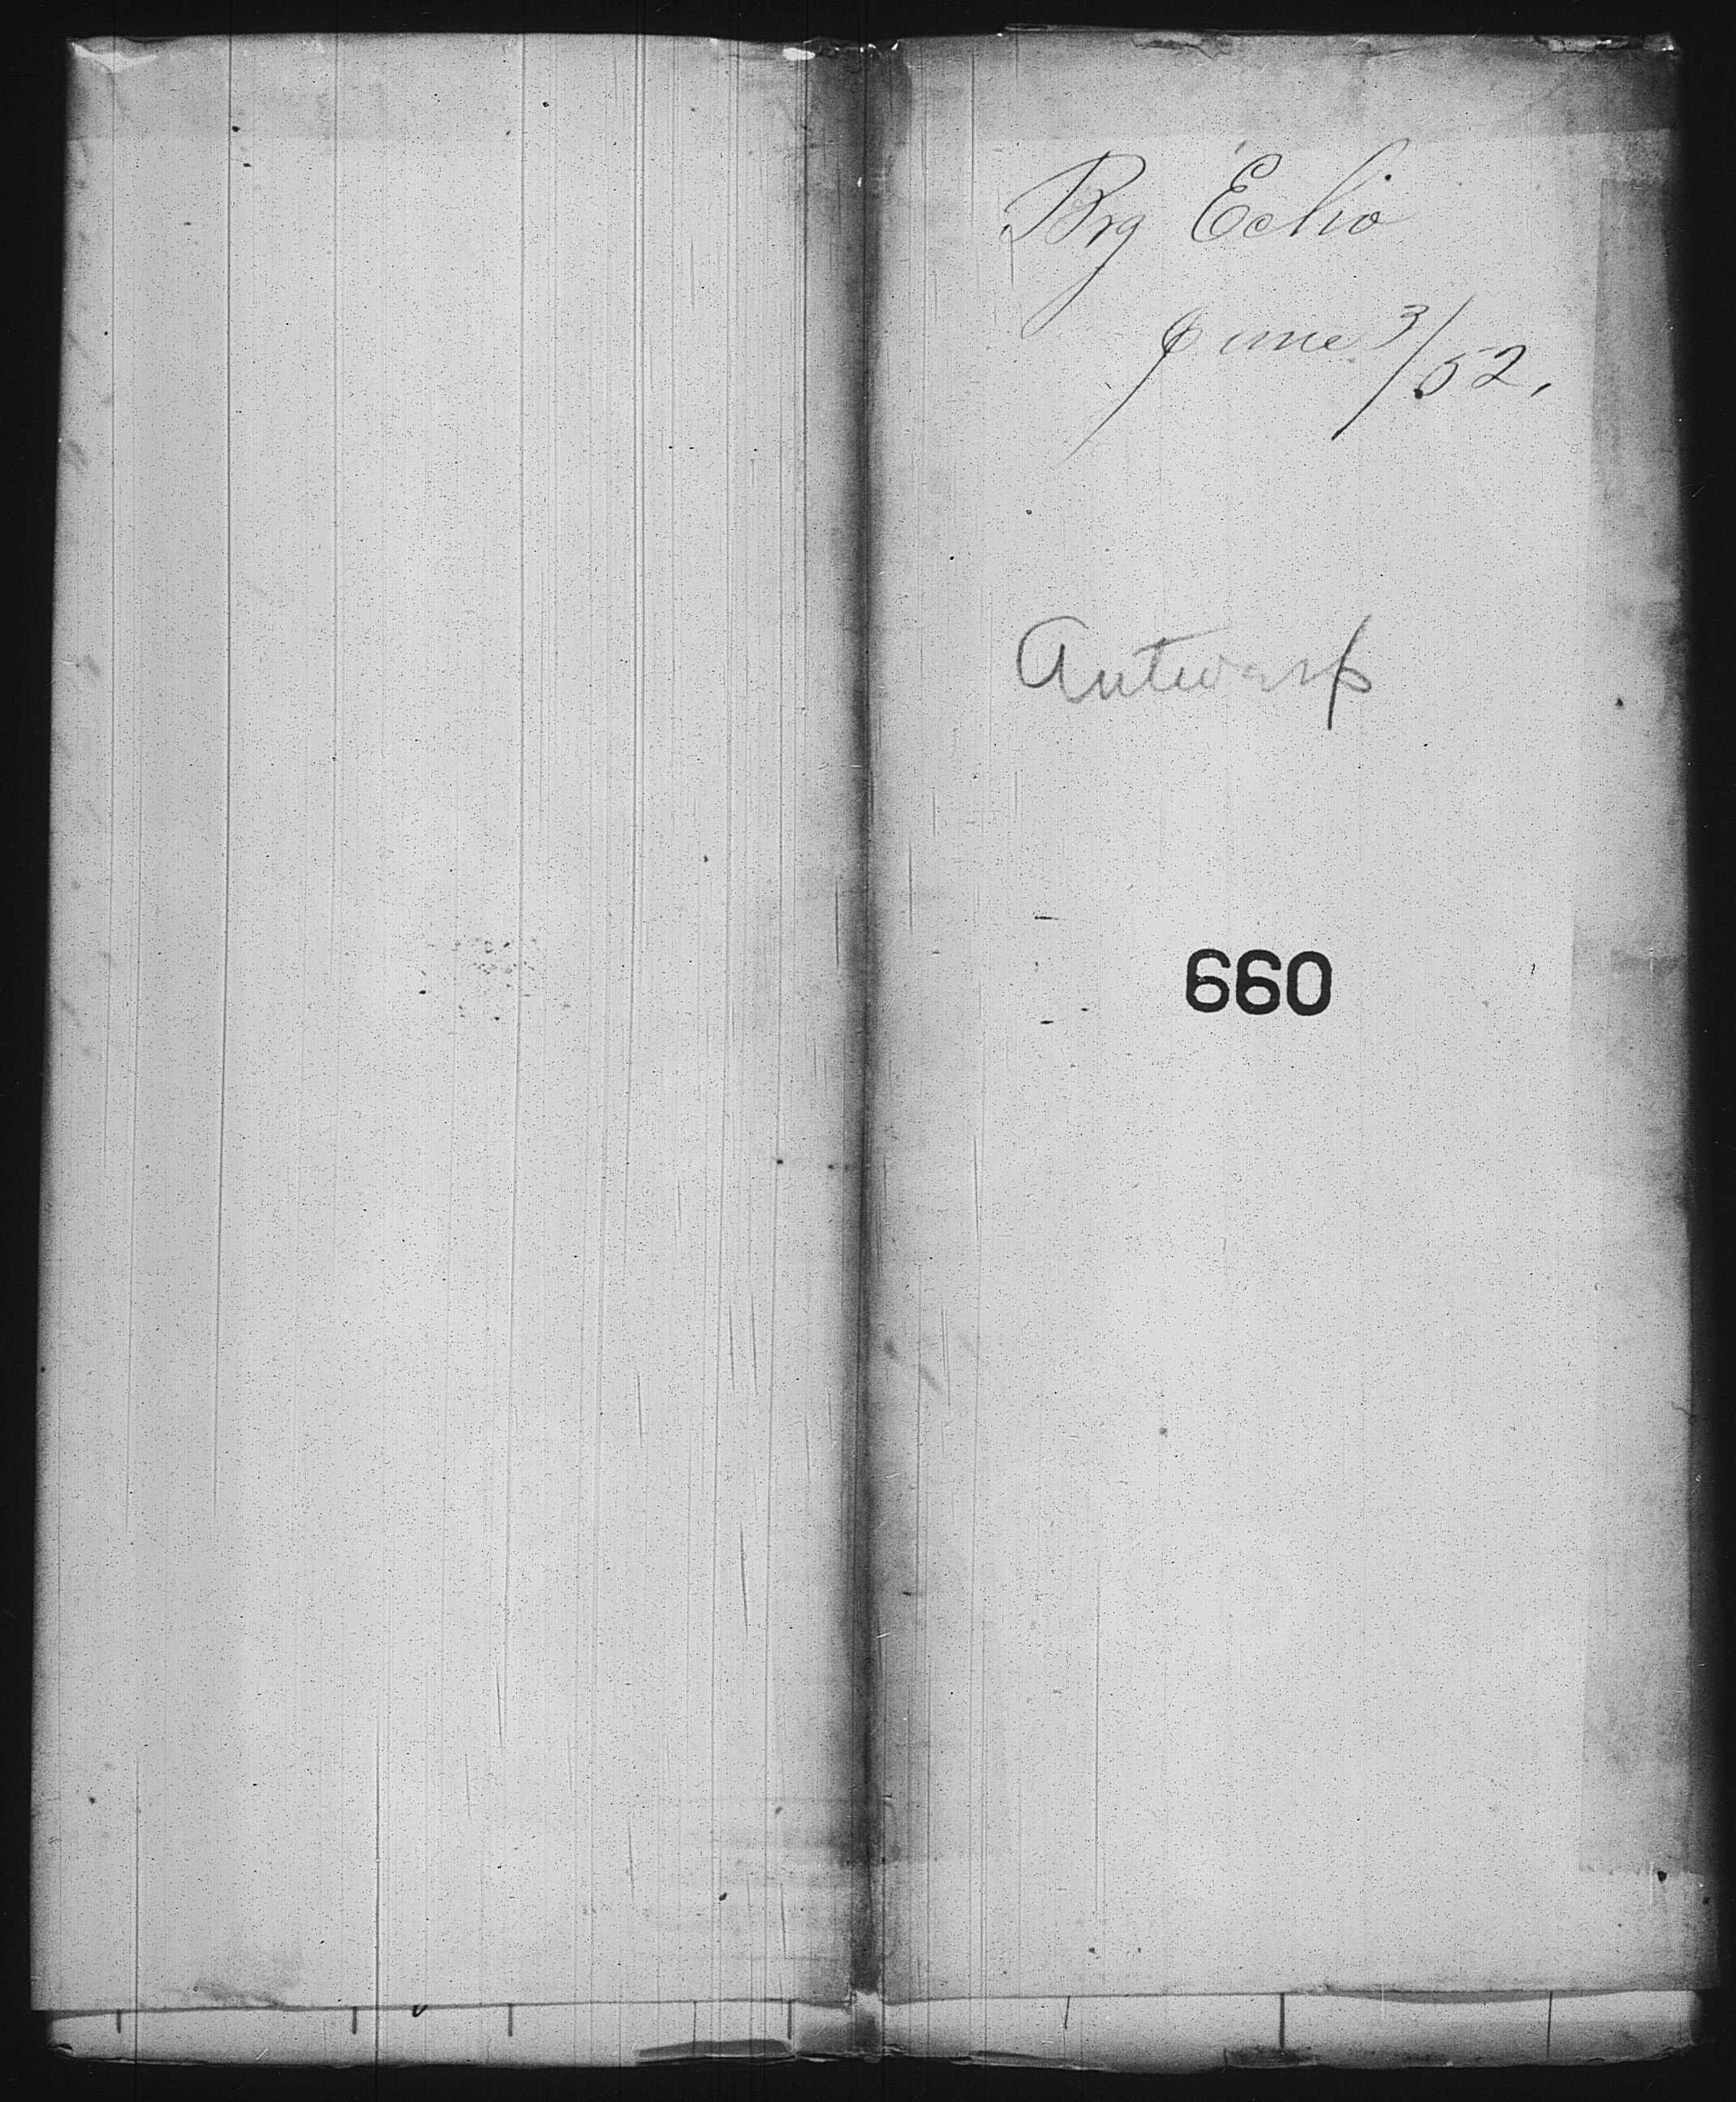 Brg Echo
June 3/52.
Antwerp
660